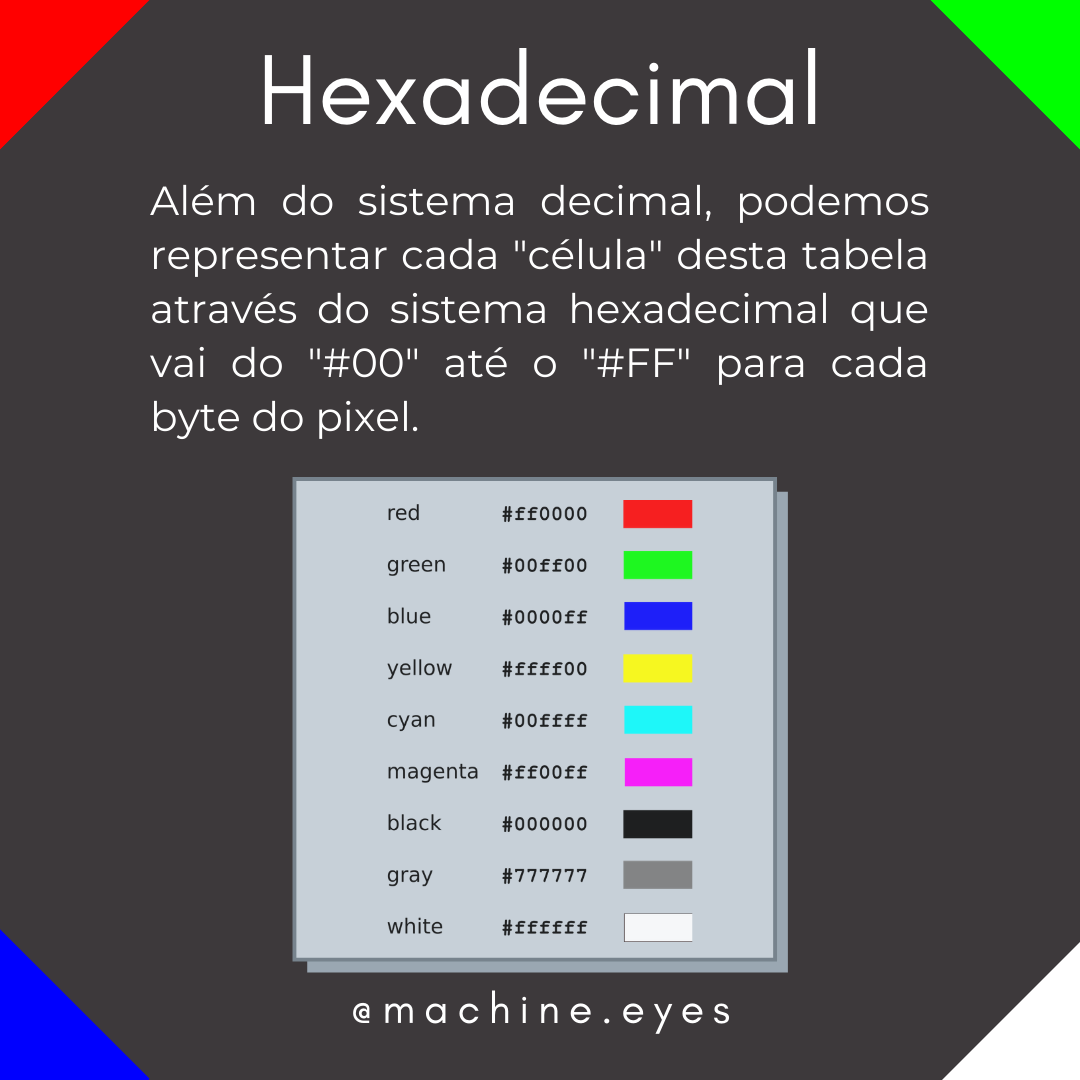 Hexadecimal
Além do sistema decimal, podemos
representar cada "célula" desta tabela
através do sistema hexadecimal que
vai do "#00" até o "#FF" para cada
byte do pixel.
red #ff0000
green #00ff00
blue #0000ff
yellow #ffff00
cyan #00ffff
magenta #ff00ff
black #000000
gray #777777
white #ffffff
@machine.eyes